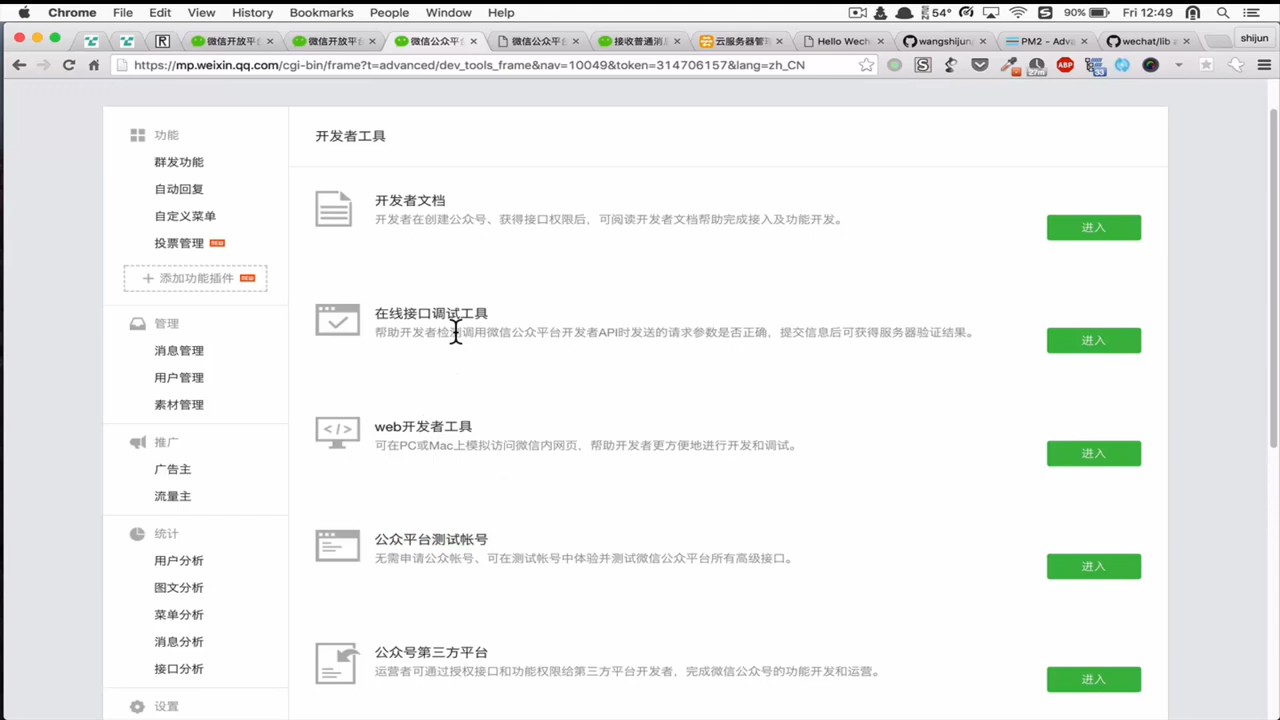 Chrome File Edit View History Bookmarks People Window Help 54° 90% Fri 12:49
微信开放平 微信开放平 微信公众平 微信公众平 接收普通消 云服务器管 Hello Wech wangshijun PM2 - Adva wechat/lib shijun
https://mp.weixin.qq.com/cgi-bin/frame?t=advanced/dev_tools_frame&nav=10049&token=314706157&lang=zh_CN
27m ABP 33
功能
群发功能
自动回复
自定义菜单
投票管理
添加功能插件
管理
消息管理
用户管理
素材管理
推广
广告主
流量主
统计
用户分析
图文分析
菜单分析
消息分析
接口分析
设置
开发者工具
开发者文档
开发者在创建公众号、获得接口权限后，可阅读开发者文档帮助完成接入及功能开发。
进入
在线接口调试工具
帮助开发者检测调用微信公众平台开发者API时发送的请求参数是否正确，提交信息后可获得服务器验证结果。
进入
web开发者工具
可在PC或Mac上模拟访问微信内网页，帮助开发者更方便地进行开发和调试。
进入
公众平台测试帐号
无需申请公众帐号、可在测试帐号中体验并测试微信公众平台所有高级接口。
进入
公众号第三方平台
运营者可通过授权接口和功能权限给第三方平台开发者，完成微信公众号的功能开发和运营。
进入